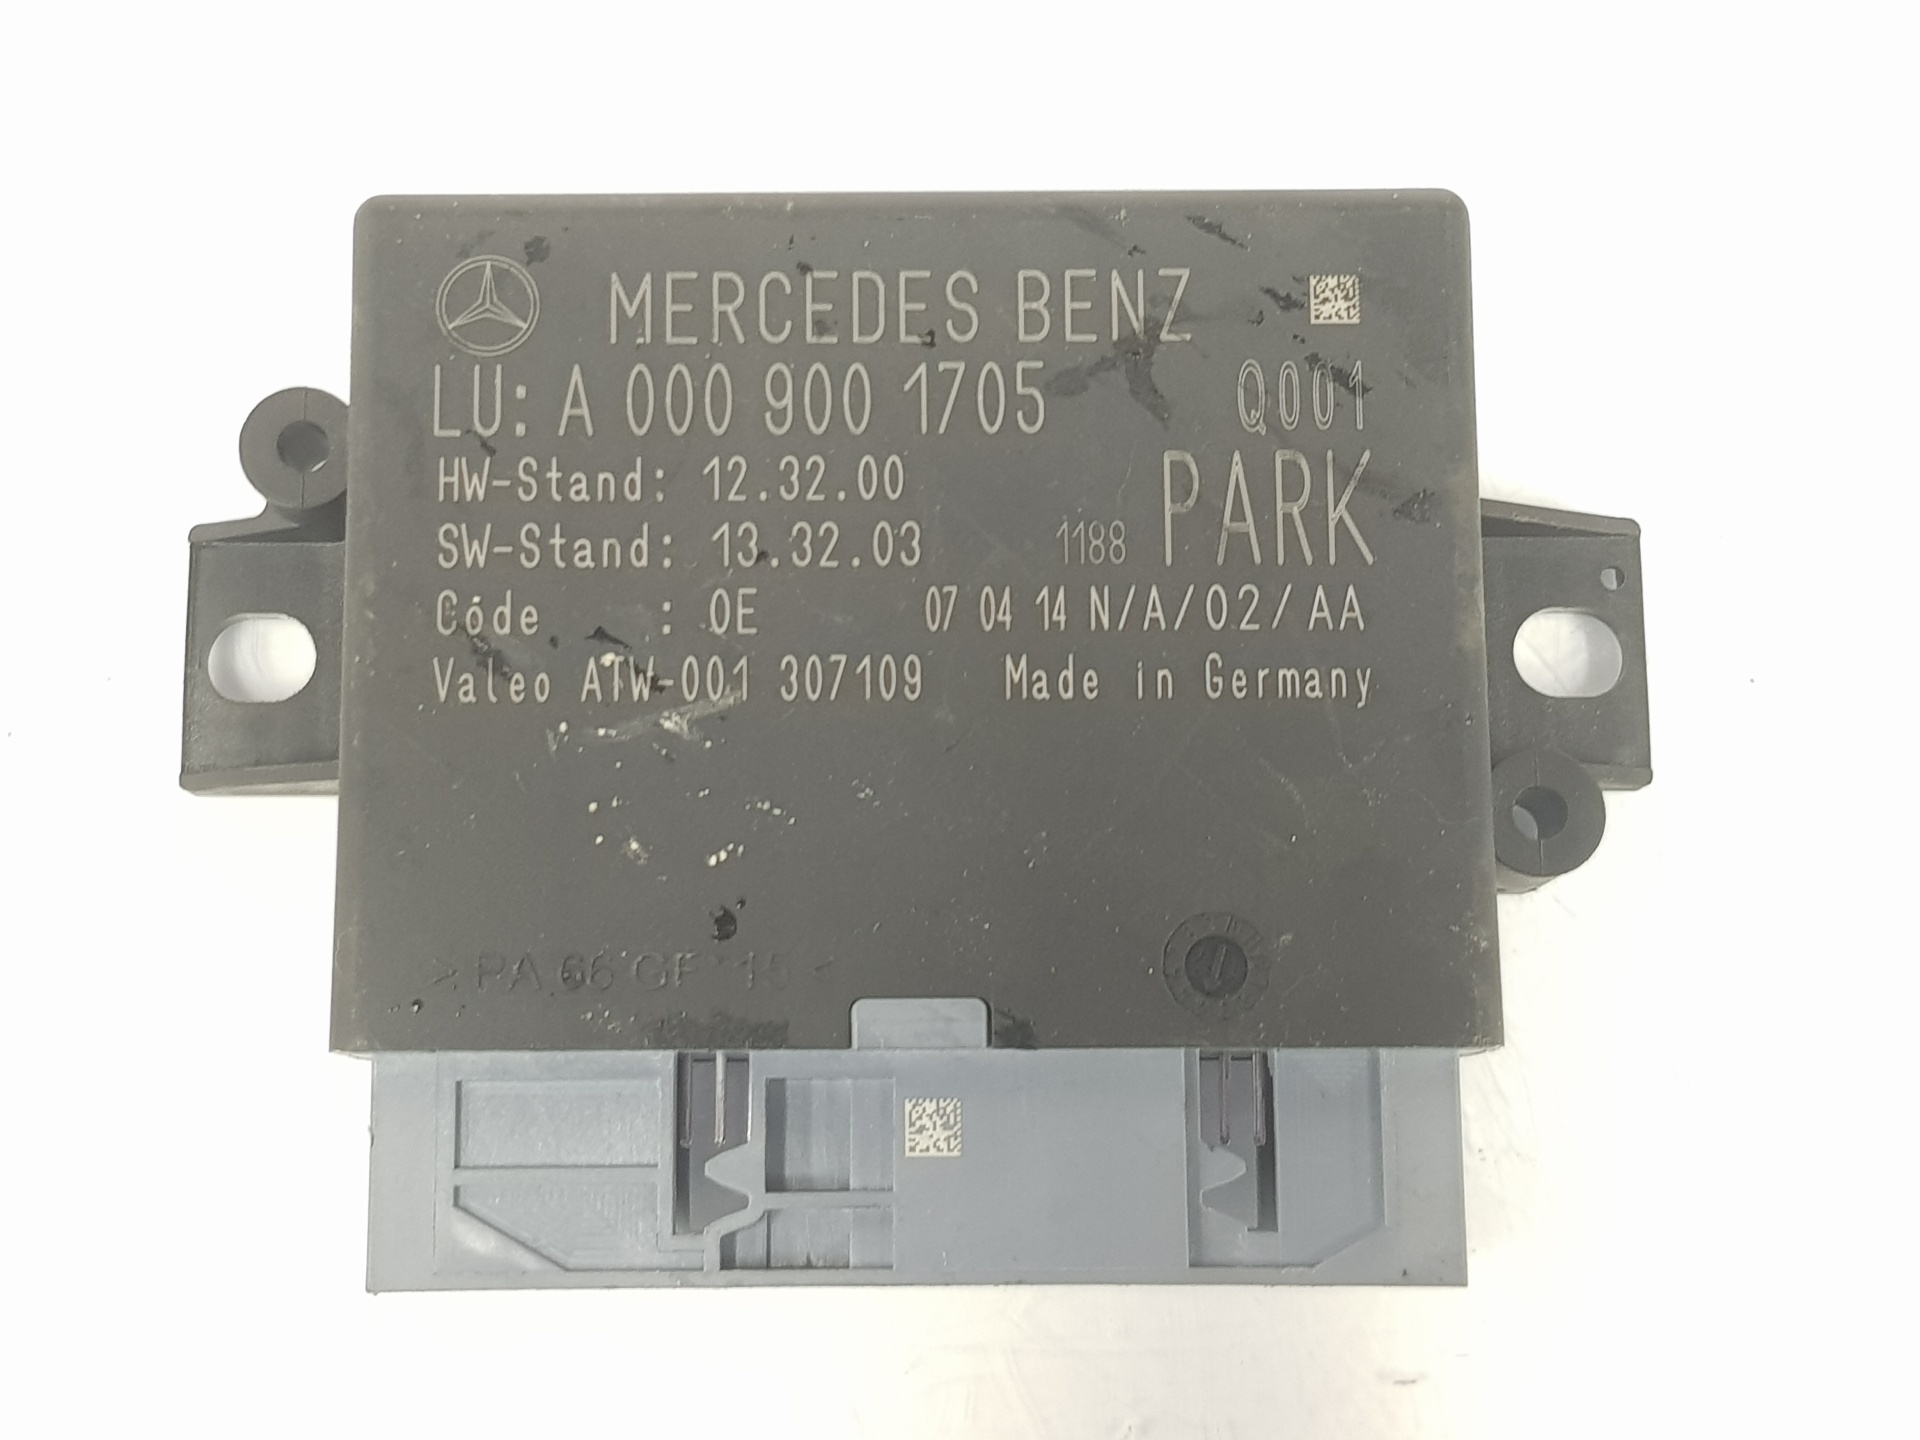 MERCEDES BENZ
LU: A 000 900 1705 Q001
HW-Stand: 12.32.00
SW-Stand: 13.32.03 1188 PARK
Code : 0E 07 04 14 N/A/02/AA
Valeo ATW-001 307109 Made in Germany
>PA 66 GF 15<